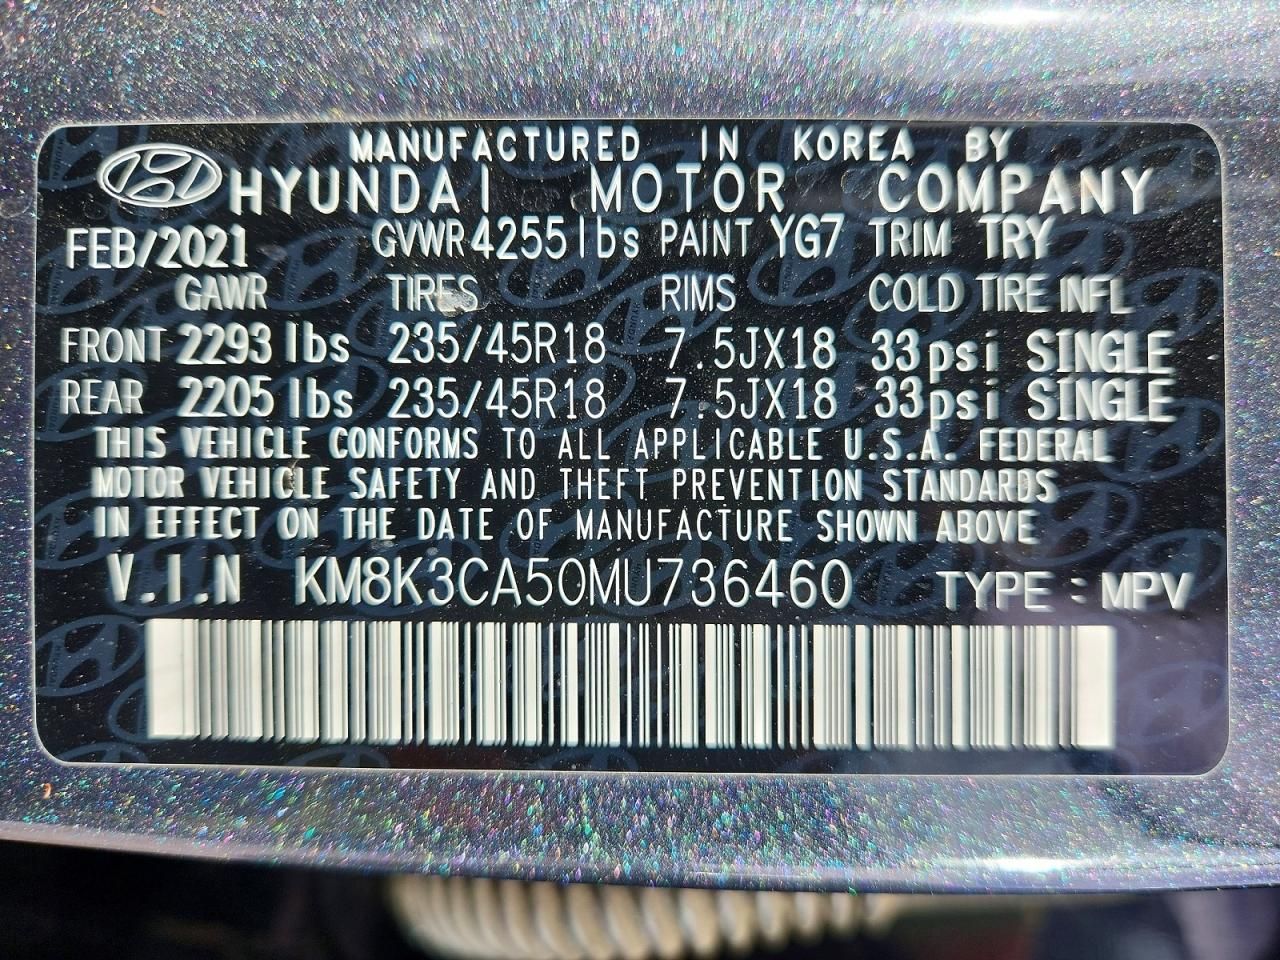 MANUFACTURED IN KOREA BY
HYUNDAI MOTOR COMPANY
FEB/2021 GVWR 4255lbs PAINT YG7 TRIM TRY
GAWR TIRES RIMS COLD TIRE INFL
FRONT 2293 lbs 235/45R18 7.5JX18 33psi SINGLE
REAR 2205 lbs 235/45R18 7.5JX18 33psi SINGLE
THIS VEHICLE CONFORMS TO ALL APPLICABLE U.S.A. FEDERAL
MOTOR VEHICLE SAFETY AND THEFT PREVENTION STANDARDS
IN EFFECT ON THE DATE OF MANUFACTURE SHOWN ABOVE
V.I.N KM8K3CA50MU736460 TYPE : MPV